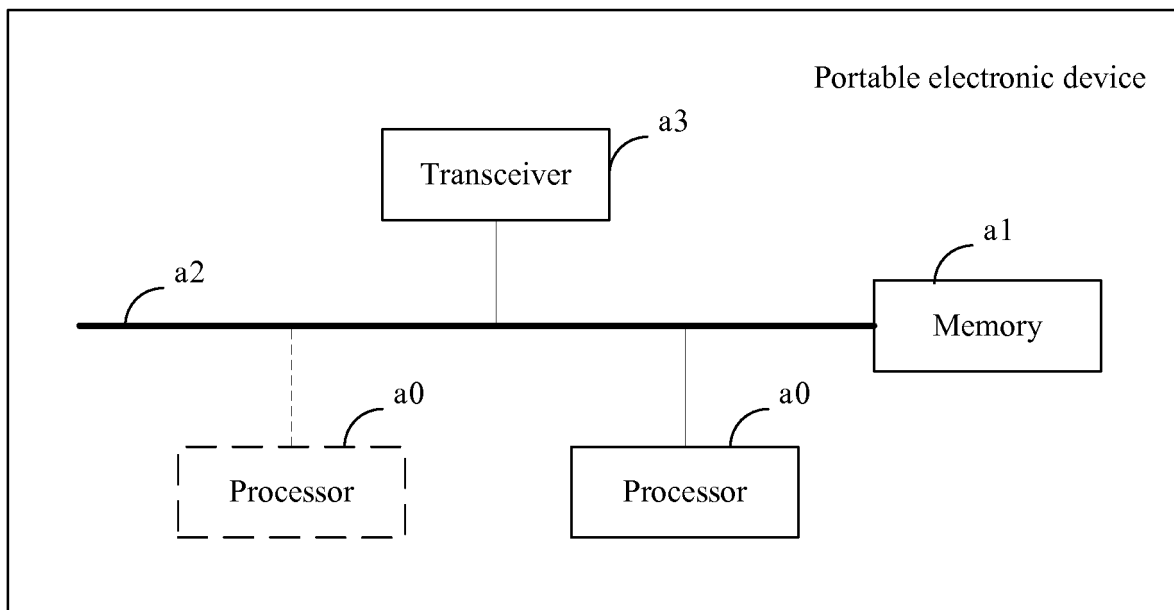 Portable electronic device
a3
Transceiver
a1
a2
Memory
a0
a0
Processor
Processor